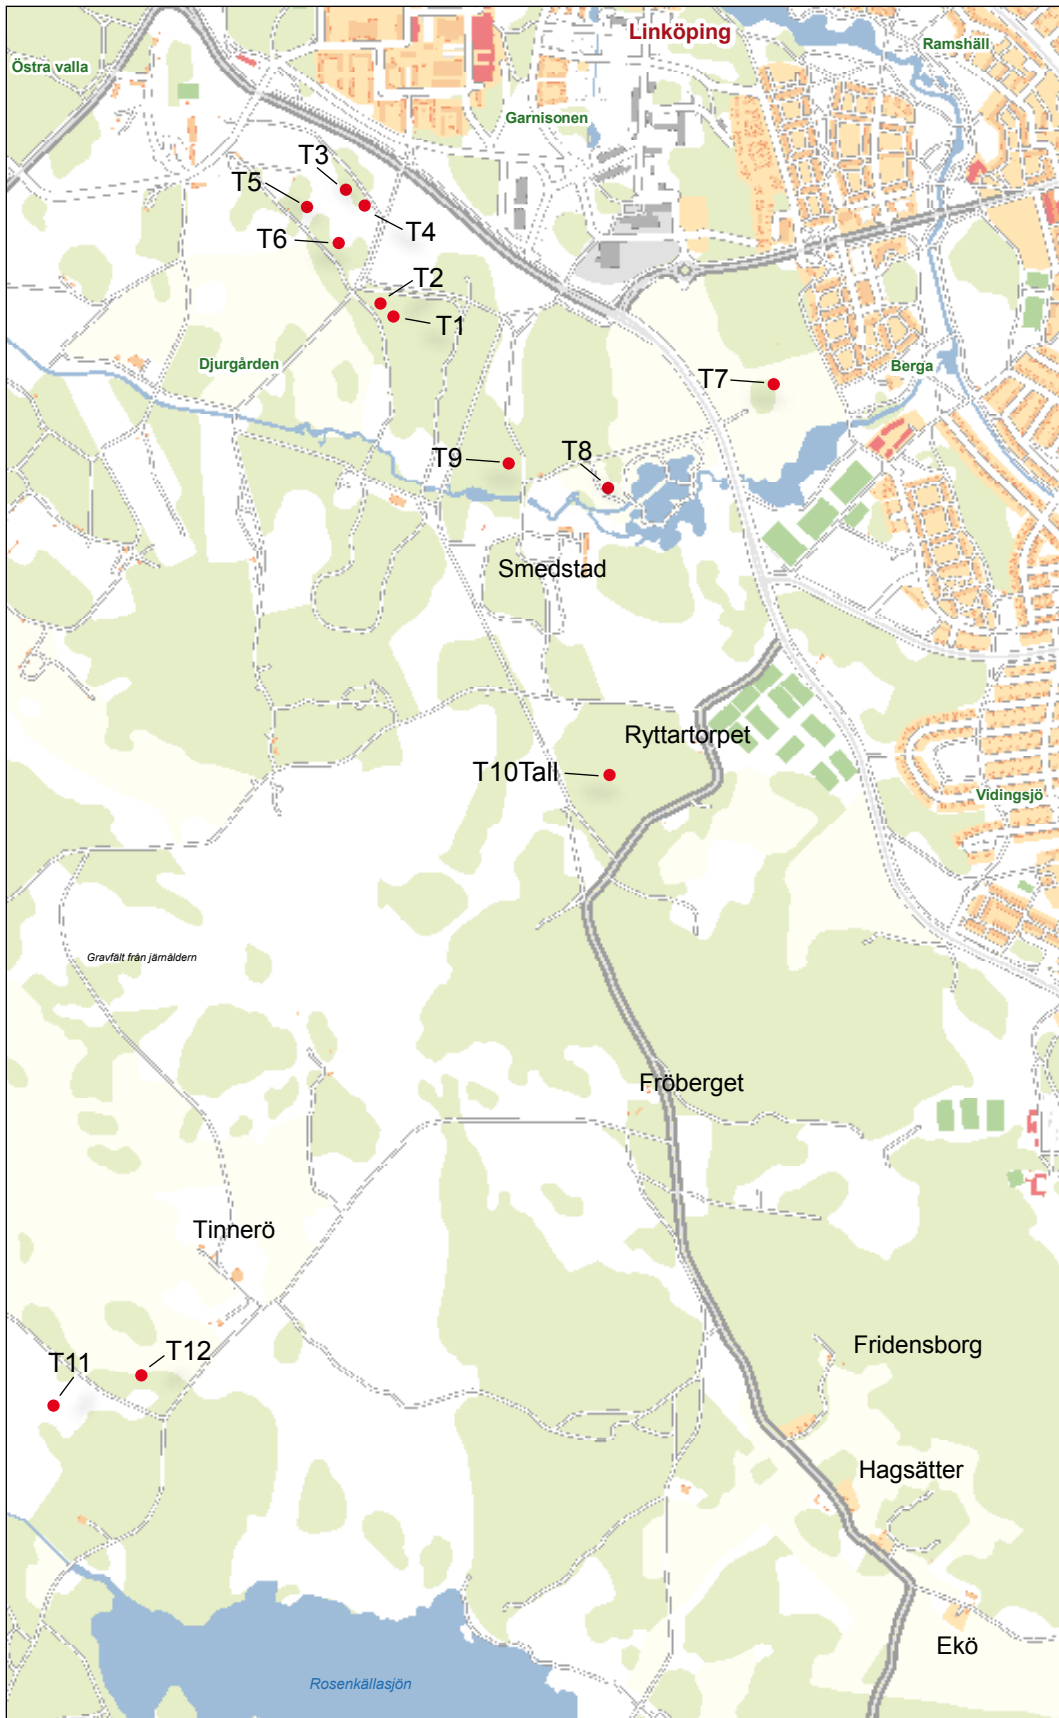 Linköping
Ramshäll
Östra valla
Garnisonen
T3
T5
T4
T6
T2
T1
Djurgården
Berga
T7
T9
T8
Smedstad
Ryttartorpet
T10Tall
Vidingsjö
Gravfält från järnåldern
Fröberget
Tinnerö
Fridensborg
T12
T11
Hagsätter
Ekö
Rosenkällasjön